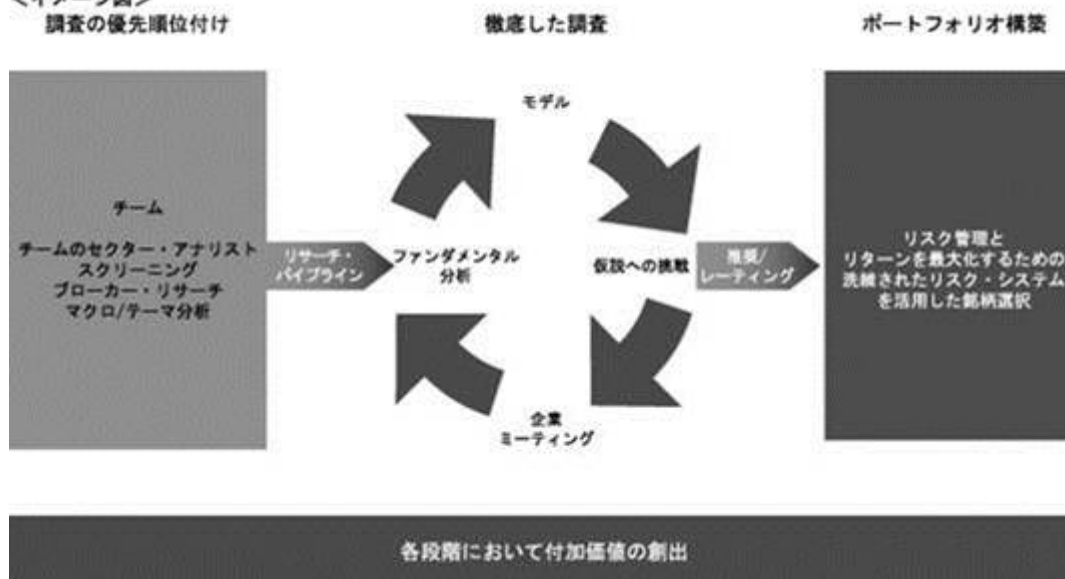 ＜イメージ図＞
調査の優先順位付け
徹底した調査
ポートフォリオ構築
チーム
チームのセクター・アナリスト
スクリーニング
ブローカー・リサーチ
マクロ/テーマ分析
リサーチ・
パイプライン
モデル
ファンダメンタル
分析
仮説への挑戦
企業
ミーティング
推奨/
レーティング
リスク管理と
リターンを最大化するための
洗練されたリスク・システム
を活用した銘柄選択
各段階において付加価値の創出